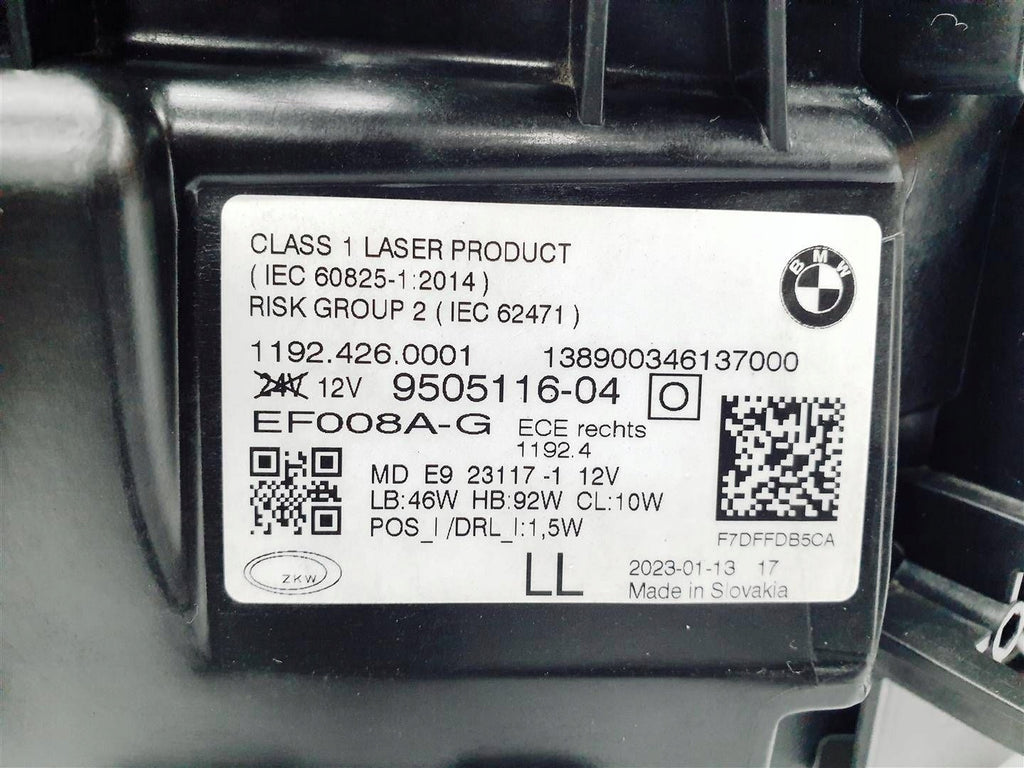 CLASS 1 LASER PRODUCT
( IEC 60825-1:2014 )
RISK GROUP 2 ( IEC 62471 )
BMW
1192.426.0001 138900346137000
24V 12V 9505116-04 O
EF008A-G ECE rechts
1192.4
MD E9 23117 -1 12V
LB:46W HB:92W CL:10W
POS_I /DRL_I:1,5W
F7DFFDB5CA
ZKW
LL
2023-01-13 17
Made in Slovakia